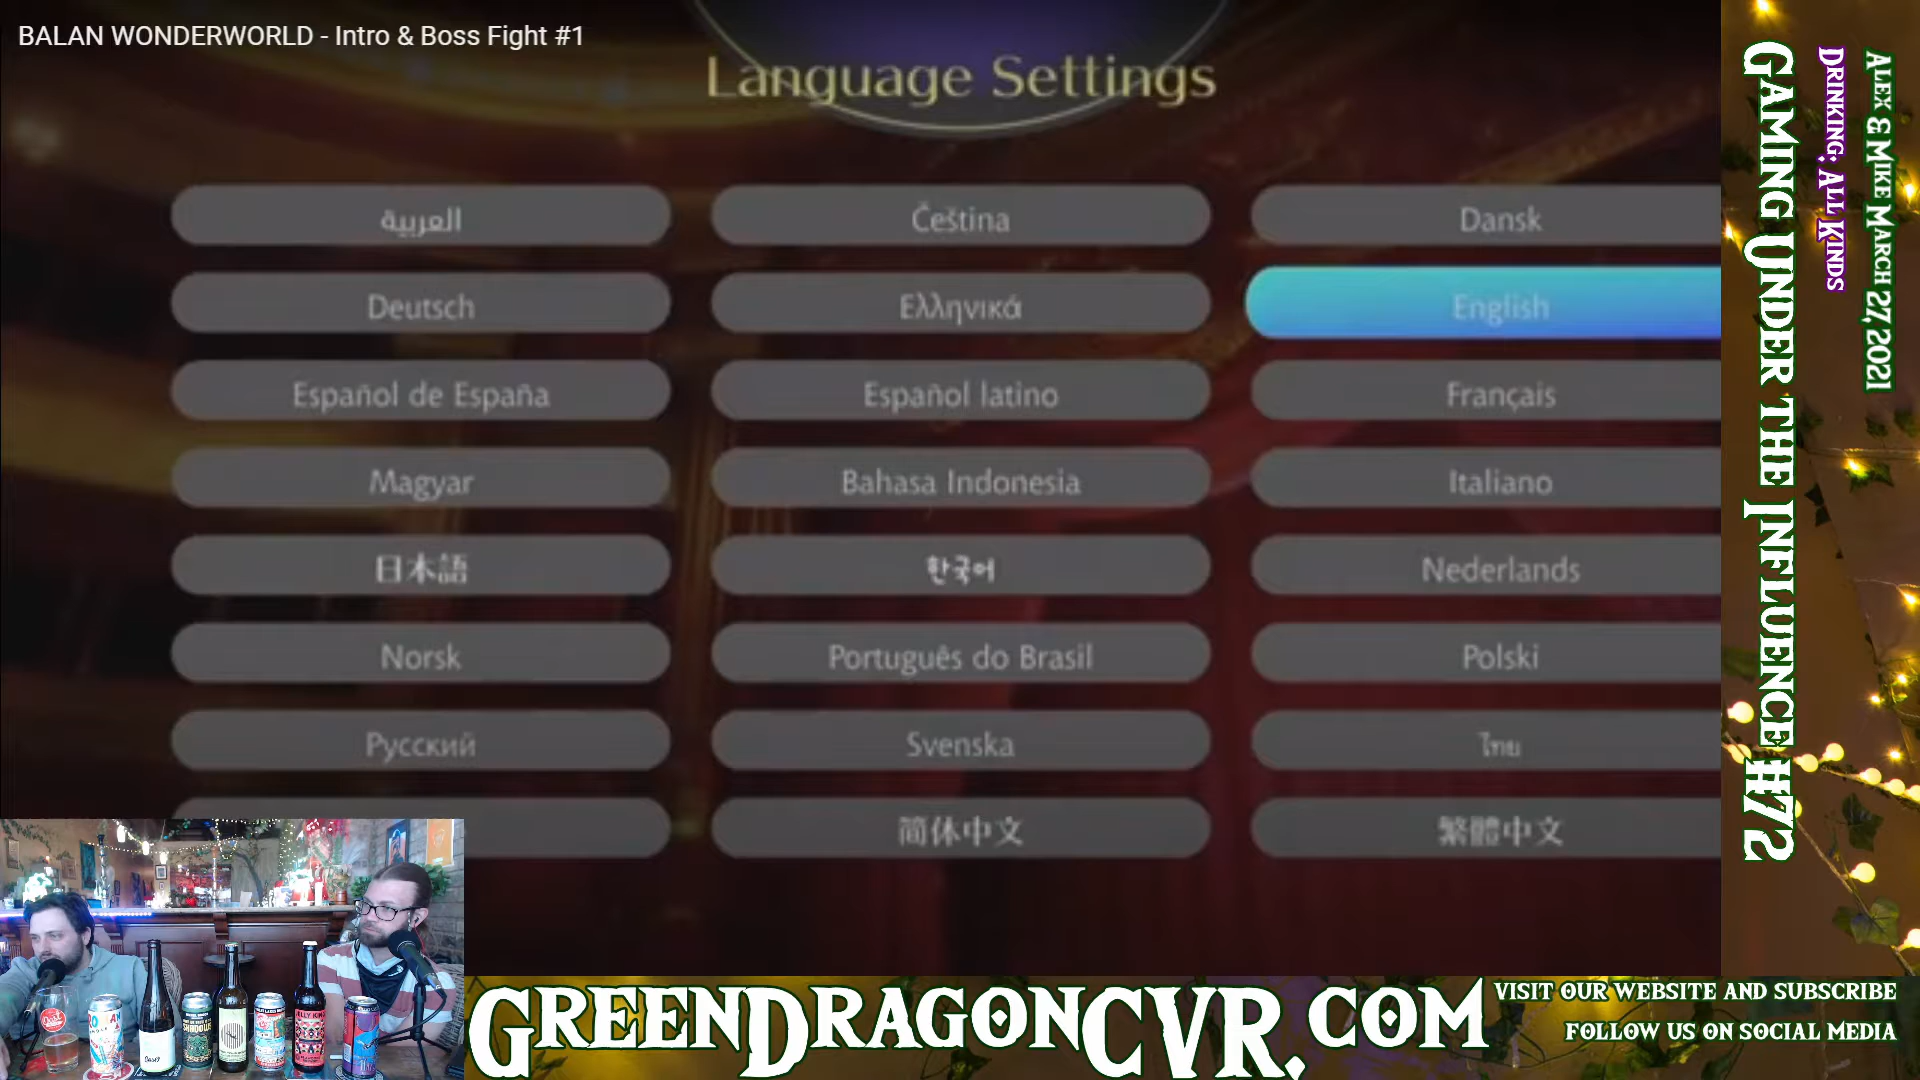 BALAN WONDERWORLD - Intro & Boss Fight #1
Language Settings
العربية
Čeština
Dansk
Deutsch
Ελληνικά
English
Español de España
Español latino
Français
Magyar
Bahasa Indonesia
Italiano
日本語
한국어
Nederlands
Norsk
Português do Brasil
Polski
Русский
Svenska
ไทย
简体中文
繁體中文
Alex & Mike March 27, 2021
Drinking: All Kinds
Gaming Under the Influence #72
GreenDragonCVR.com
Visit our website and subscribe
Follow us on social media